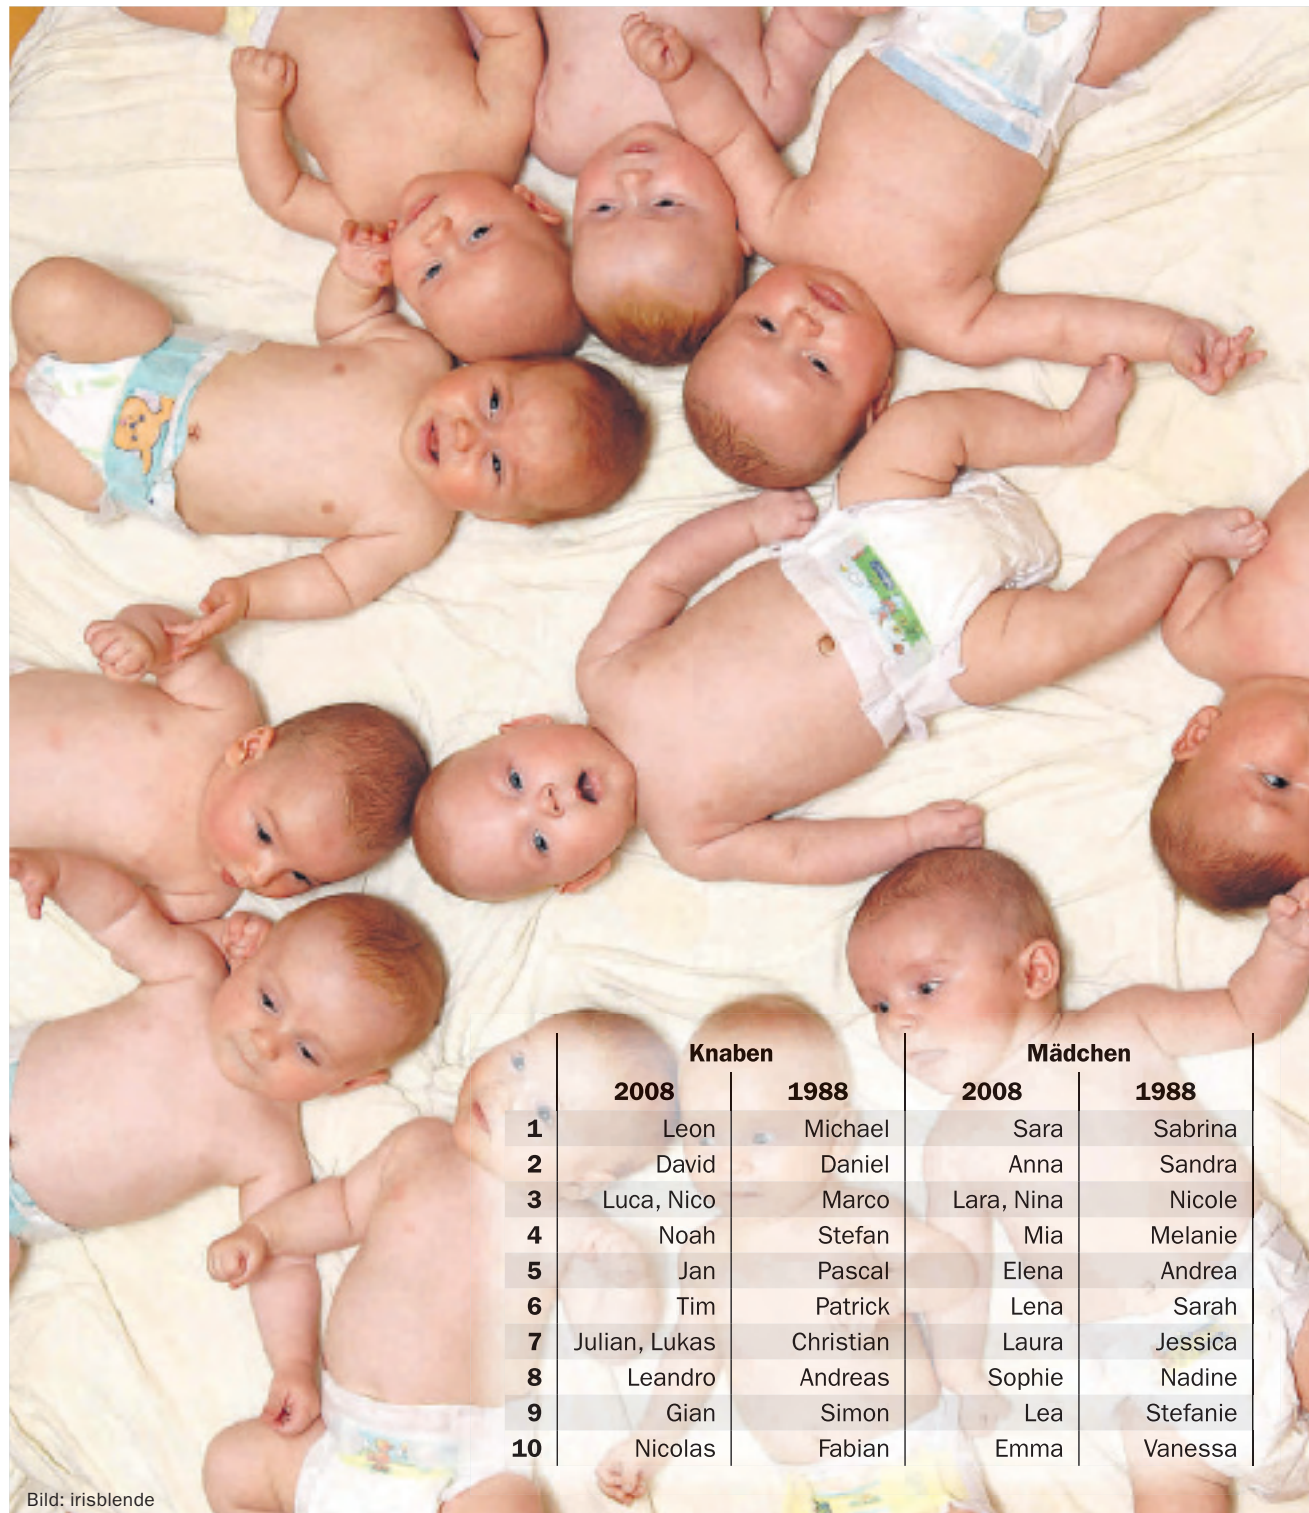 Knaben Mädchen
2008 1988 2008 1988
1 Leon Michael Sara Sabrina
2 David Daniel Anna Sandra
3 Luca, Nico Marco Lara, Nina Nicole
4 Noah Stefan Mia Melanie
5 Jan Pascal Elena Andrea
6 Tim Patrick Lena Sarah
7 Julian, Lukas Christian Laura Jessica
8 Leandro Andreas Sophie Nadine
9 Gian Simon Lea Stefanie
10 Nicolas Fabian Emma Vanessa
Bild: irisblende